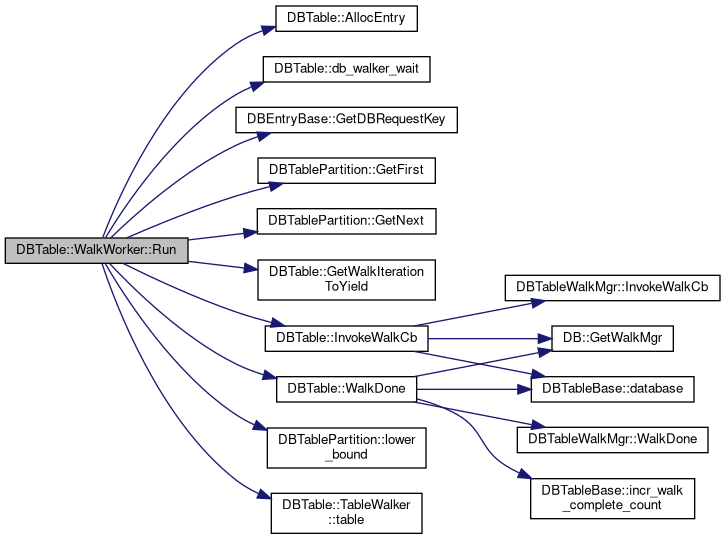 DBTable::AllocEntry
DBTable::db_walker_wait
DBEntryBase::GetDBRequestKey
DBTablePartition::GetFirst
DBTablePartition::GetNext
DBTable::WalkWorker::Run
DBTable::GetWalkIteration
ToYield
DBTableWalkMgr::InvokeWalkCb
DBTable::InvokeWalkCb
DB::GetWalkMgr
DBTable::WalkDone
DBTableBase::database
DBTablePartition::lower
_bound
DBTableWalkMgr::WalkDone
DBTableBase::incr_walk
_complete_count
DBTable::TableWalker
::table